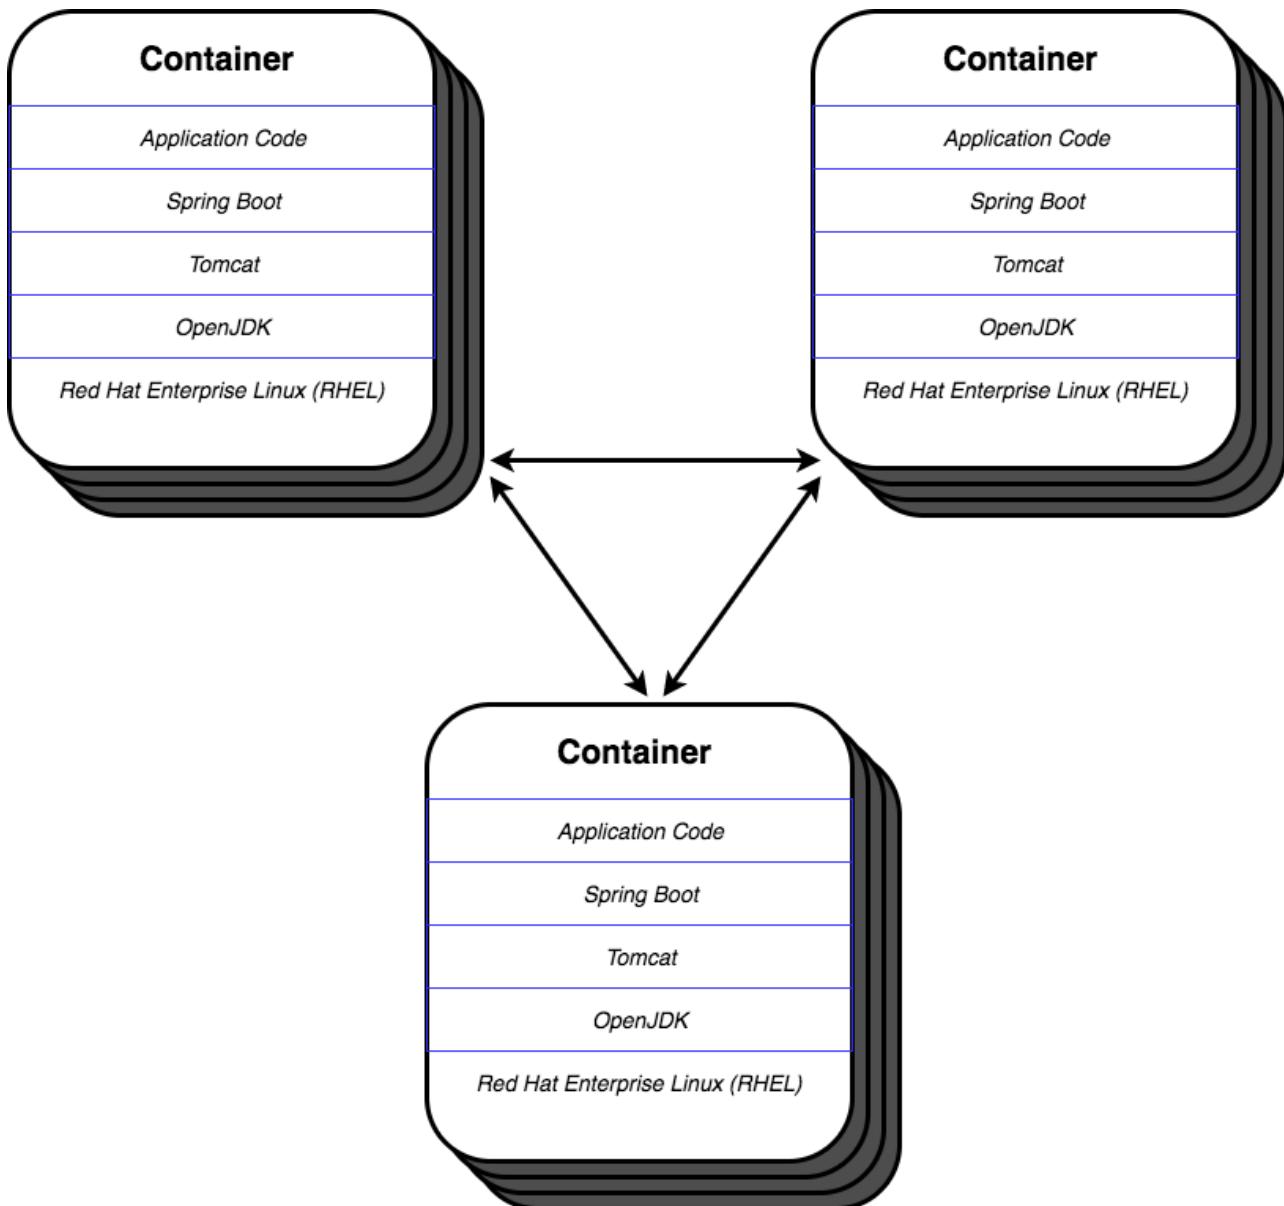 Container
Application Code
Spring Boot
Tomcat
OpenJDK
Red Hat Enterprise Linux (RHEL)
Container
Application Code
Spring Boot
Tomcat
OpenJDK
Red Hat Enterprise Linux (RHEL)
Container
Application Code
Spring Boot
Tomcat
OpenJDK
Red Hat Enterprise Linux (RHEL)